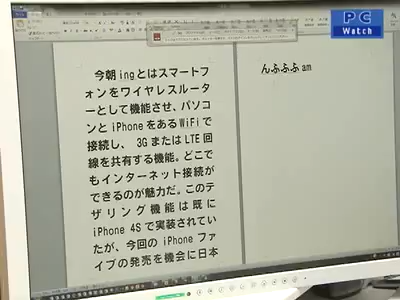 PC
Watch
今朝ingとはスマートフ
ォンをワイヤレスルータ
ーとして機能させ、パソコ
ンとiPhoneをあるWiFiで
接続し、3GまたはLTE回
線を共有する機能。どこで
もインターネット接続が
できるのが魅力だ。このテ
ザリング機能は既に
iPhone 4Sで実装されてい
たが、今回のiPhoneファ
イブの発売を機会に日本
んふふふam